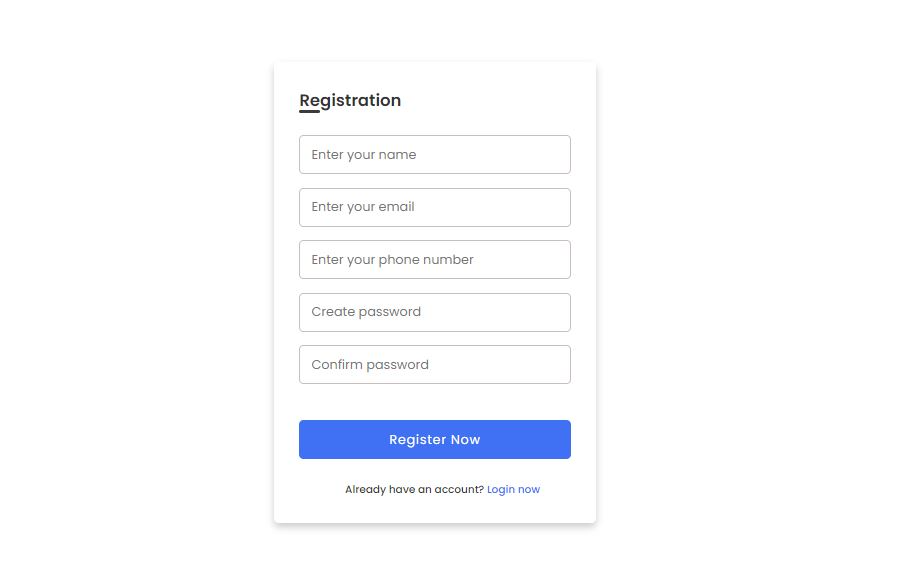 Registration
Enter your name
Enter your email
Enter your phone number
Create password
Confirm password
Register Now
Already have an account? Login now